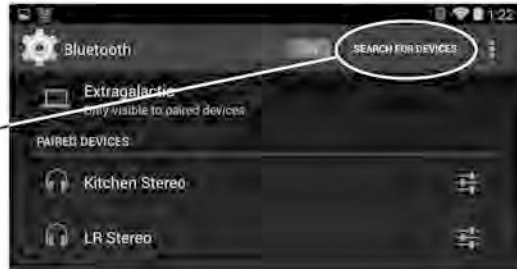 1:22
Bluetooth
SEARCH FOR DEVICES
Extragalactic
Only visible to paired devices
PAIRED DEVICES
Kitchen Stereo
LR Stereo